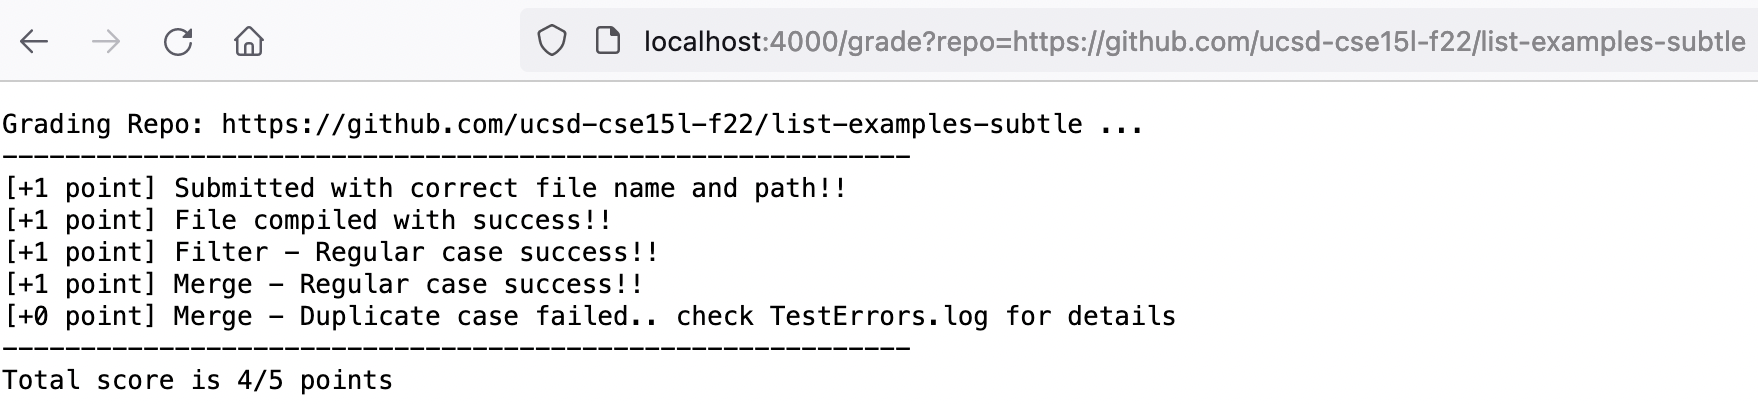 localhost:4000/grade?repo=https://github.com/ucsd-cse15l-f22/list-examples-subtle
Grading Repo: https://github.com/ucsd-cse15l-f22/list-examples-subtle ...
----------------------------------------------------------
[+1 point] Submitted with correct file name and path!!
[+1 point] File compiled with success!!
[+1 point] Filter - Regular case success!!
[+1 point] Merge - Regular case success!!
[+0 point] Merge - Duplicate case failed.. check TestErrors.log for details
----------------------------------------------------------
Total score is 4/5 points